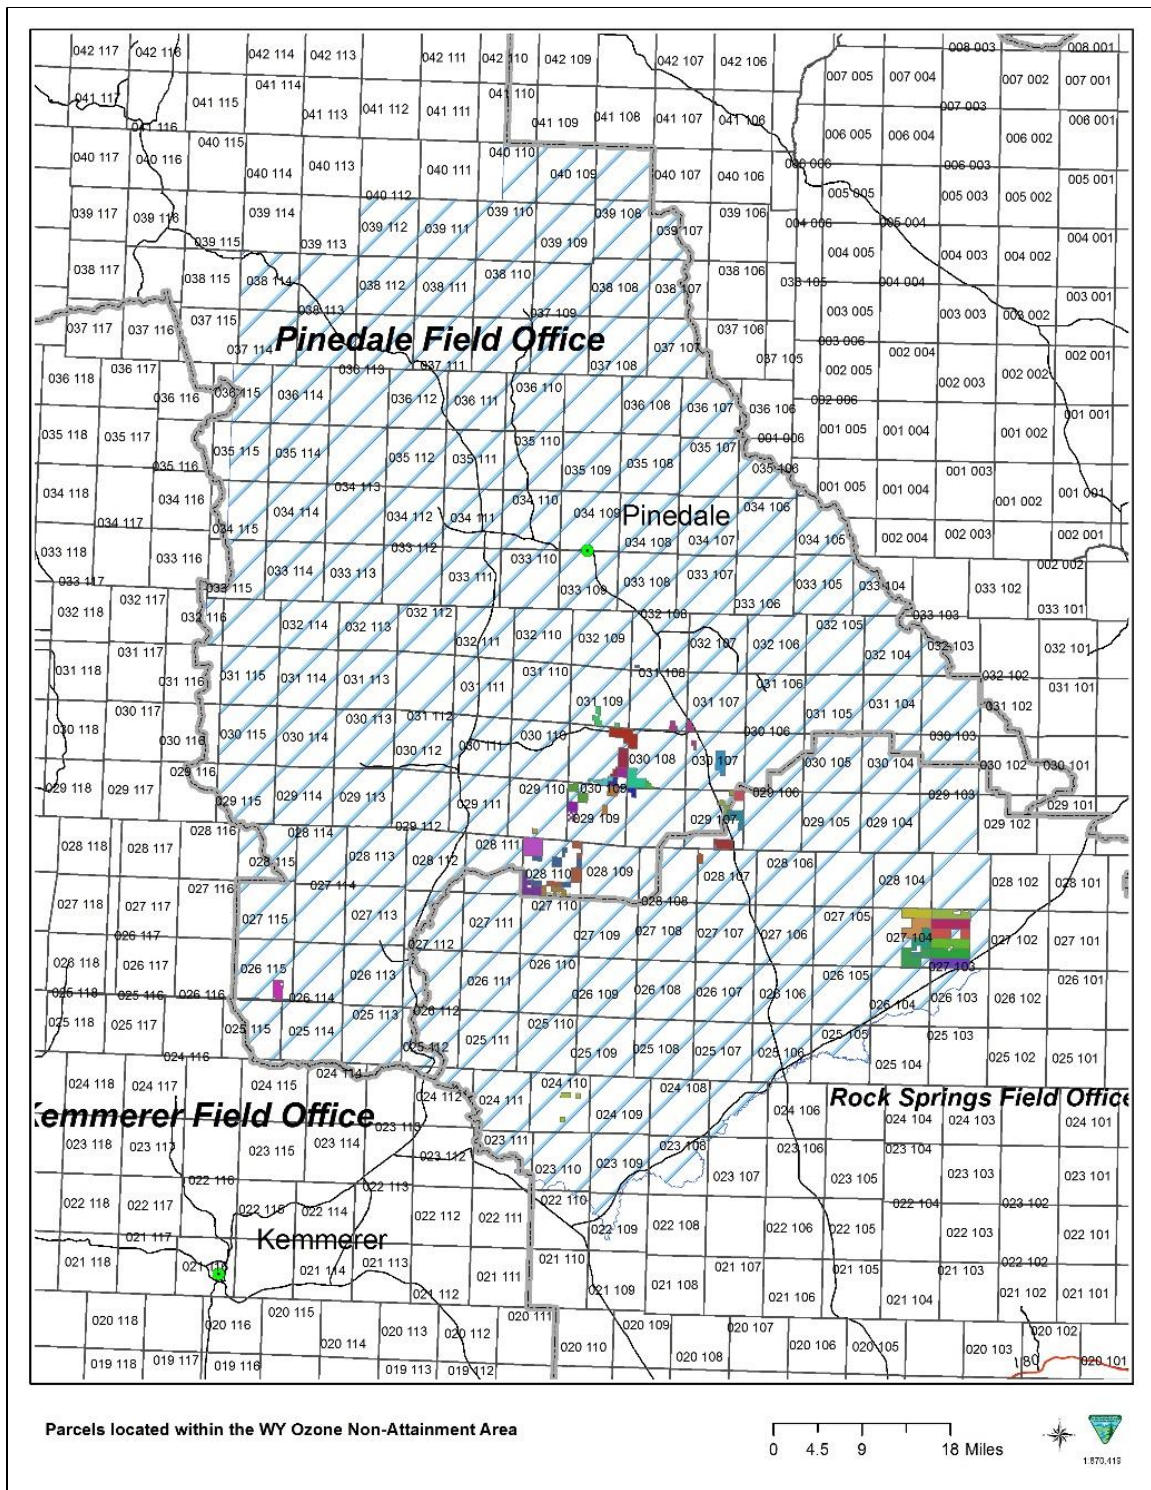 042 117 042 116 042 114 042 113 042 111 042 110 042 109 042 107 042 106 008 003 008 001
007 005 007 004 007 002 007 001
041 117 041 115 041 114 041 113 041 112 041 111 041 110 041 109 041 108 041 107 041 106 007 003 006 001
041 116 040 115 006 005 006 004 006 002
040 117 040 116 040 114 040 113 040 111 040 110 040 109 040 107 040 106 006 006 006 003 005 001
040 112 005 005 005 003 005 002
039 117 039 116 039 114 039 112 039 111 039 110 039 108 039 106 004 006 005 004
039 115 039 113 039 109 039 107 004 005 004 003 004 002 004 001
038 117 038 115 038 114 038 112 038 111 038 110 038 108 038 107 038 106 038 105 004 004
038 113 037 109 003 005 003 003 003 002 003 001
037 117 037 116 037 115 037 106
Pinedale Field Office
037 114 037 107 037 105 003 006 002 004 002 001
036 118 036 117 036 113 037 111 037 108 002 005 002 003 002 002
036 116 036 115 036 114 036 112 036 111 036 110 036 108 036 107 036 106 002 006 001 001
035 118 035 117 035 115 035 114 035 112 035 111 035 110 035 107 001 006 001 005 001 004 001 002
035 116 035 109 035 108 035 106 001 003
034 118 034 116 034 113 034 110 034 106 001 005 001 004 001 002 001 001
034 117 034 115 034 114 034 112 034 111 034 109
Pinedale
034 108 034 107 034 105 002 004 002 003 002 001
033 118 033 116 033 112 033 110 002 002
033 117 033 115 033 114 033 113 033 111 033 109 033 108 033 107 033 105 033 104 033 102
032 118 032 117 032 116 032 108 033 106 033 103 033 101
032 114 032 113 032 111 032 110 032 109 032 107 032 106 032 105 032 104 032 103 032 101
031 118 031 117 031 116 031 115 031 114 031 113 031 111 031 110 031 108 031 106 032 102 031 101
031 112 031 109 031 107 031 105 031 104 031 102
030 118 030 117 030 116 030 115 030 114 030 113 030 111 030 110 030 106 030 103
029 116 030 112 030 108 030 107 030 105 030 104 030 102 030 101
029 118 029 117 029 115 029 114 029 113 029 111 029 110 030 109 029 103 029 101
028 116 028 114 029 112 029 109 029 107 029 105 029 104 029 102
028 118 028 117 028 115 028 113 028 112 028 111 028 110 028 109 028 107 028 106 028 104 028 102 028 101
027 118 027 117 027 116 027 114 027 110 028 108
027 115 027 113 027 111 027 105
026 117 027 112 027 109 027 108 027 107 027 106 027 104 027 102 027 101
026 118 026 117 026 115 026 113 026 111 026 110 026 105 027 103
025 118 025 116 026 116 026 114 026 112 026 109 026 108 026 107 026 106 026 104 026 103 026 102 026 101
025 118 025 117 025 115 025 114 025 113 025 111 025 110 025 105 025 103
024 116 025 112 025 109 025 108 025 107 025 106 025 104 025 102 025 101
024 118 024 117 024 115 024 114 024 112 024 111 024 110 024 108
Kemmerer Field Office
Rock Springs Field Office
024 109 024 106 024 104 024 103 024 101
023 118 023 117 023 115 023 114 023 113 023 112 023 111 023 108 023 106 023 104
022 116 022 113 023 110 023 109 023 107 023 105 023 103 023 101
022 118 022 117 022 115 022 114 022 112 022 111 022 110 022 104 023 102
021 117 022 109 022 108 022 106 022 105 022 103 022 101
Kemmerer
021 118 021 116 021 114 021 113 021 111 021 110 021 107 021 105 021 103 022 102
021 112 021 109 021 108 021 106 021 104 021 102 021 101
020 118 020 116 020 115 020 113 020 112 020 111 020 109 020 107 020 102
019 118 019 117 019 116 020 114 019 113 019 112 020 110 020 108 020 106 020 105 020 103 I 80 020 101
Parcels located within the WY Ozone Non-Attainment Area
0 4.5 9 18 Miles
1:870,419